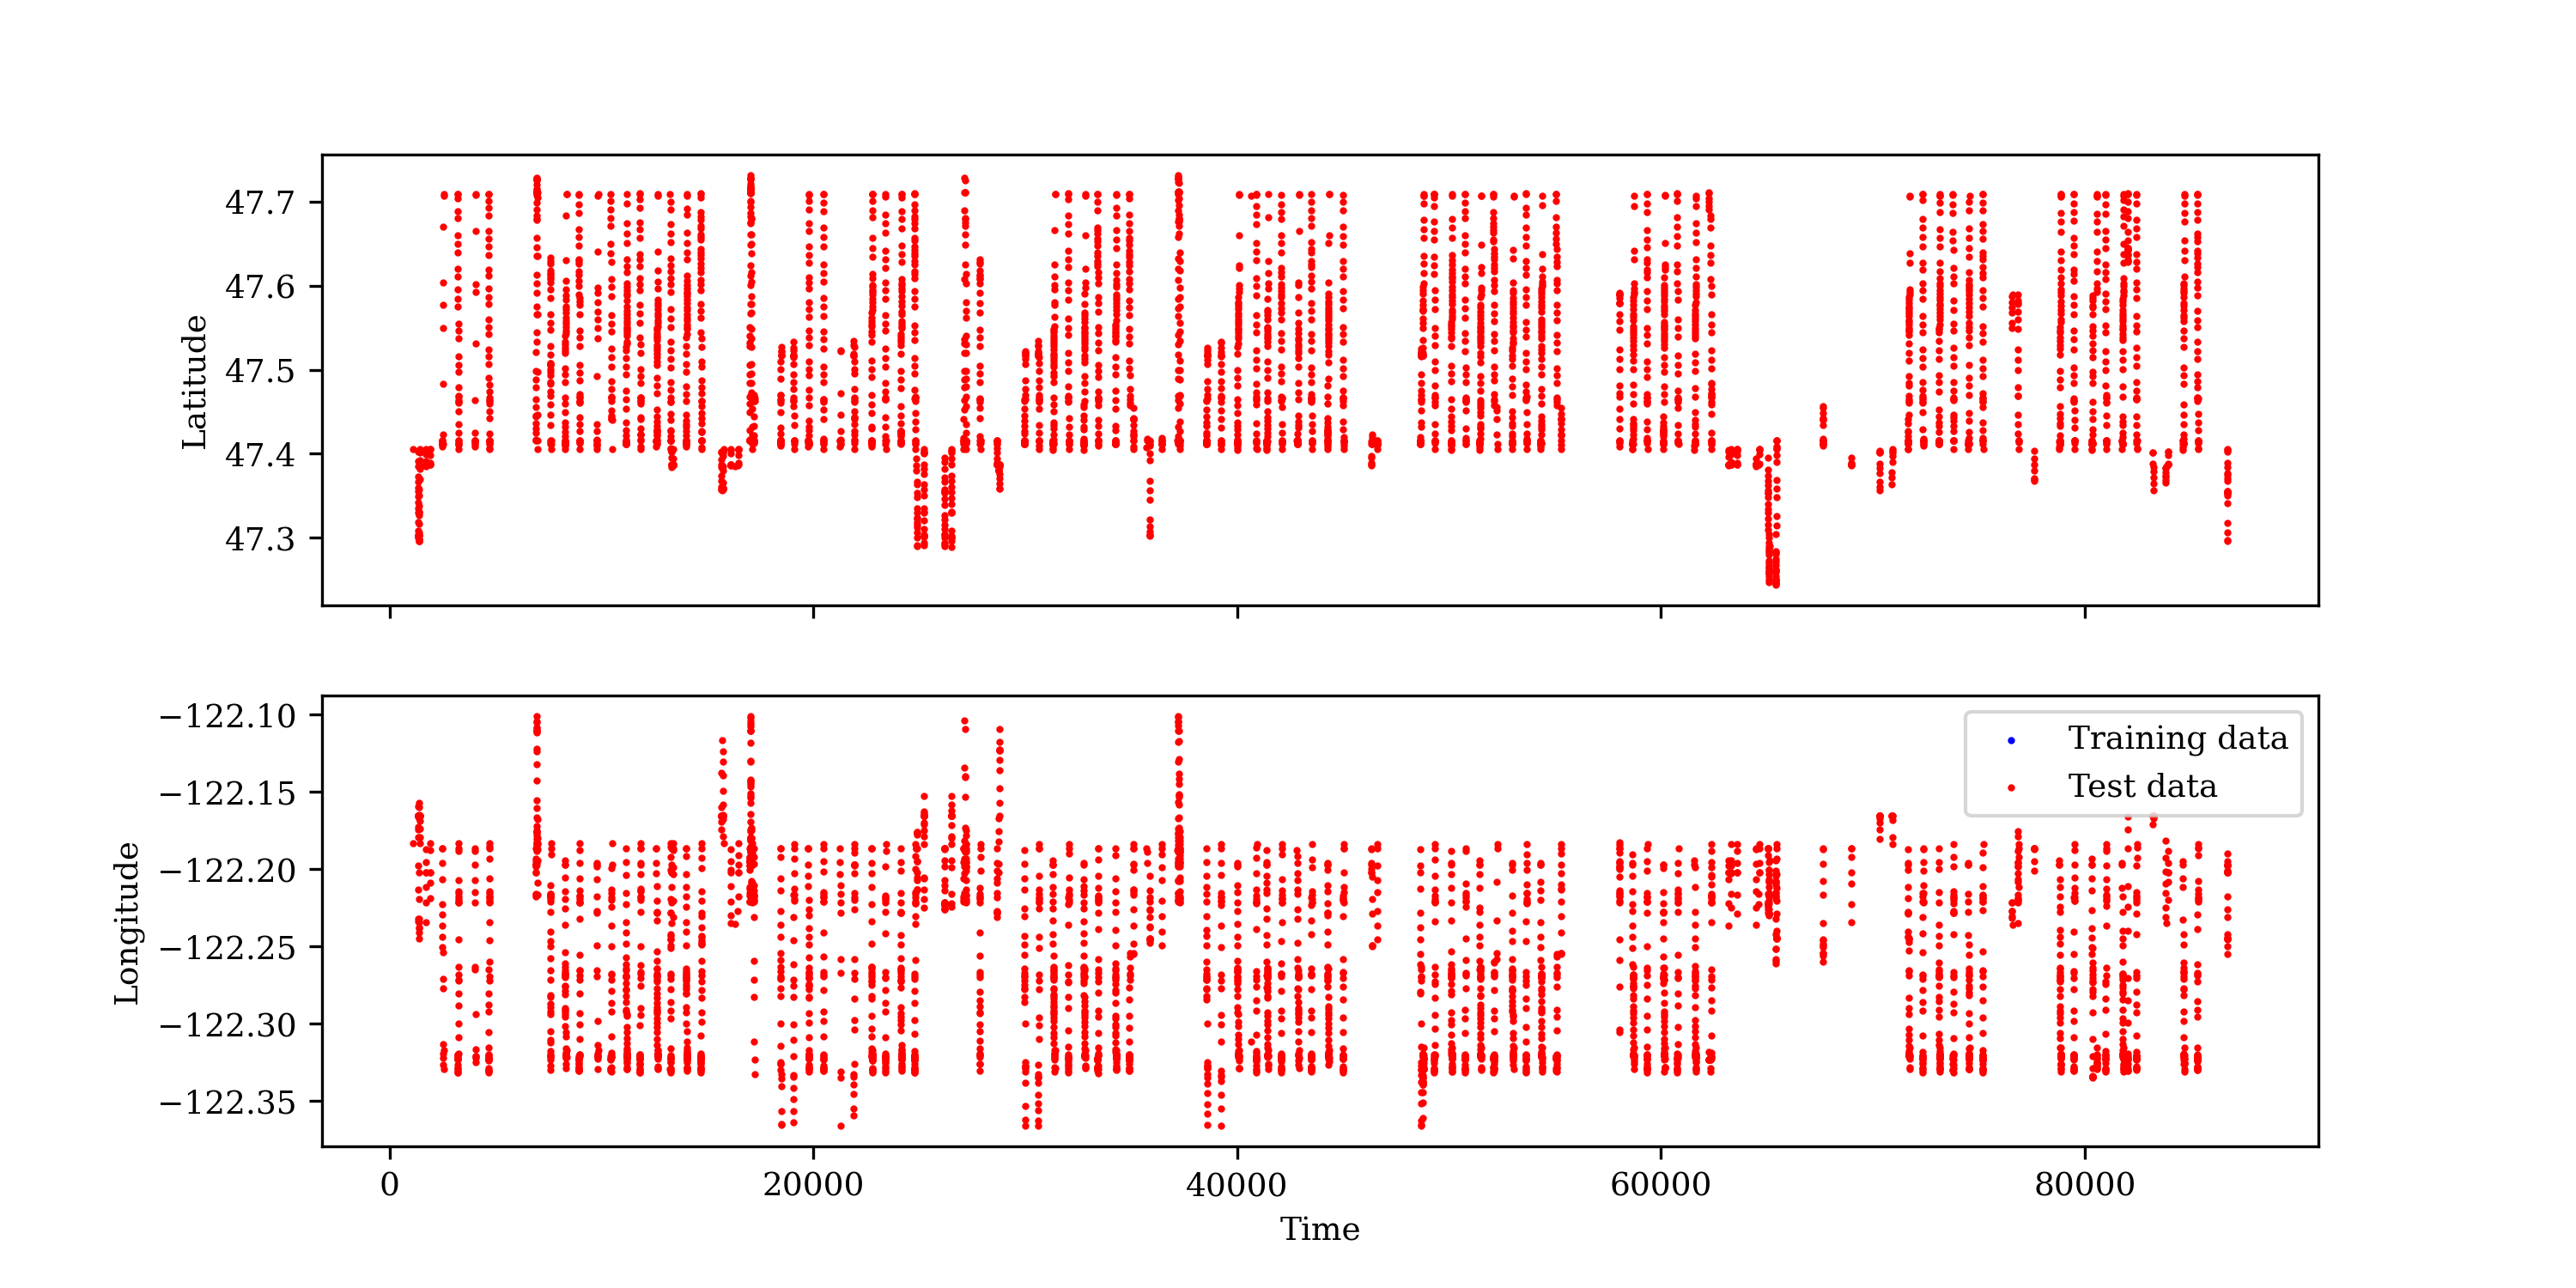 47.7
47.6
47.5
47.4
47.3
Latitude
−122.10
−122.15
−122.20
−122.25
−122.30
−122.35
Longitude
Training data
Test data
0 20000 40000 60000 80000
Time